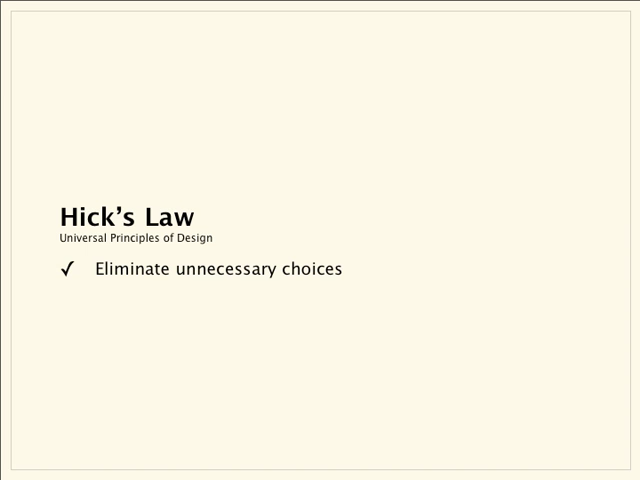 Hick’s Law
Universal Principles of Design
✓ Eliminate unnecessary choices